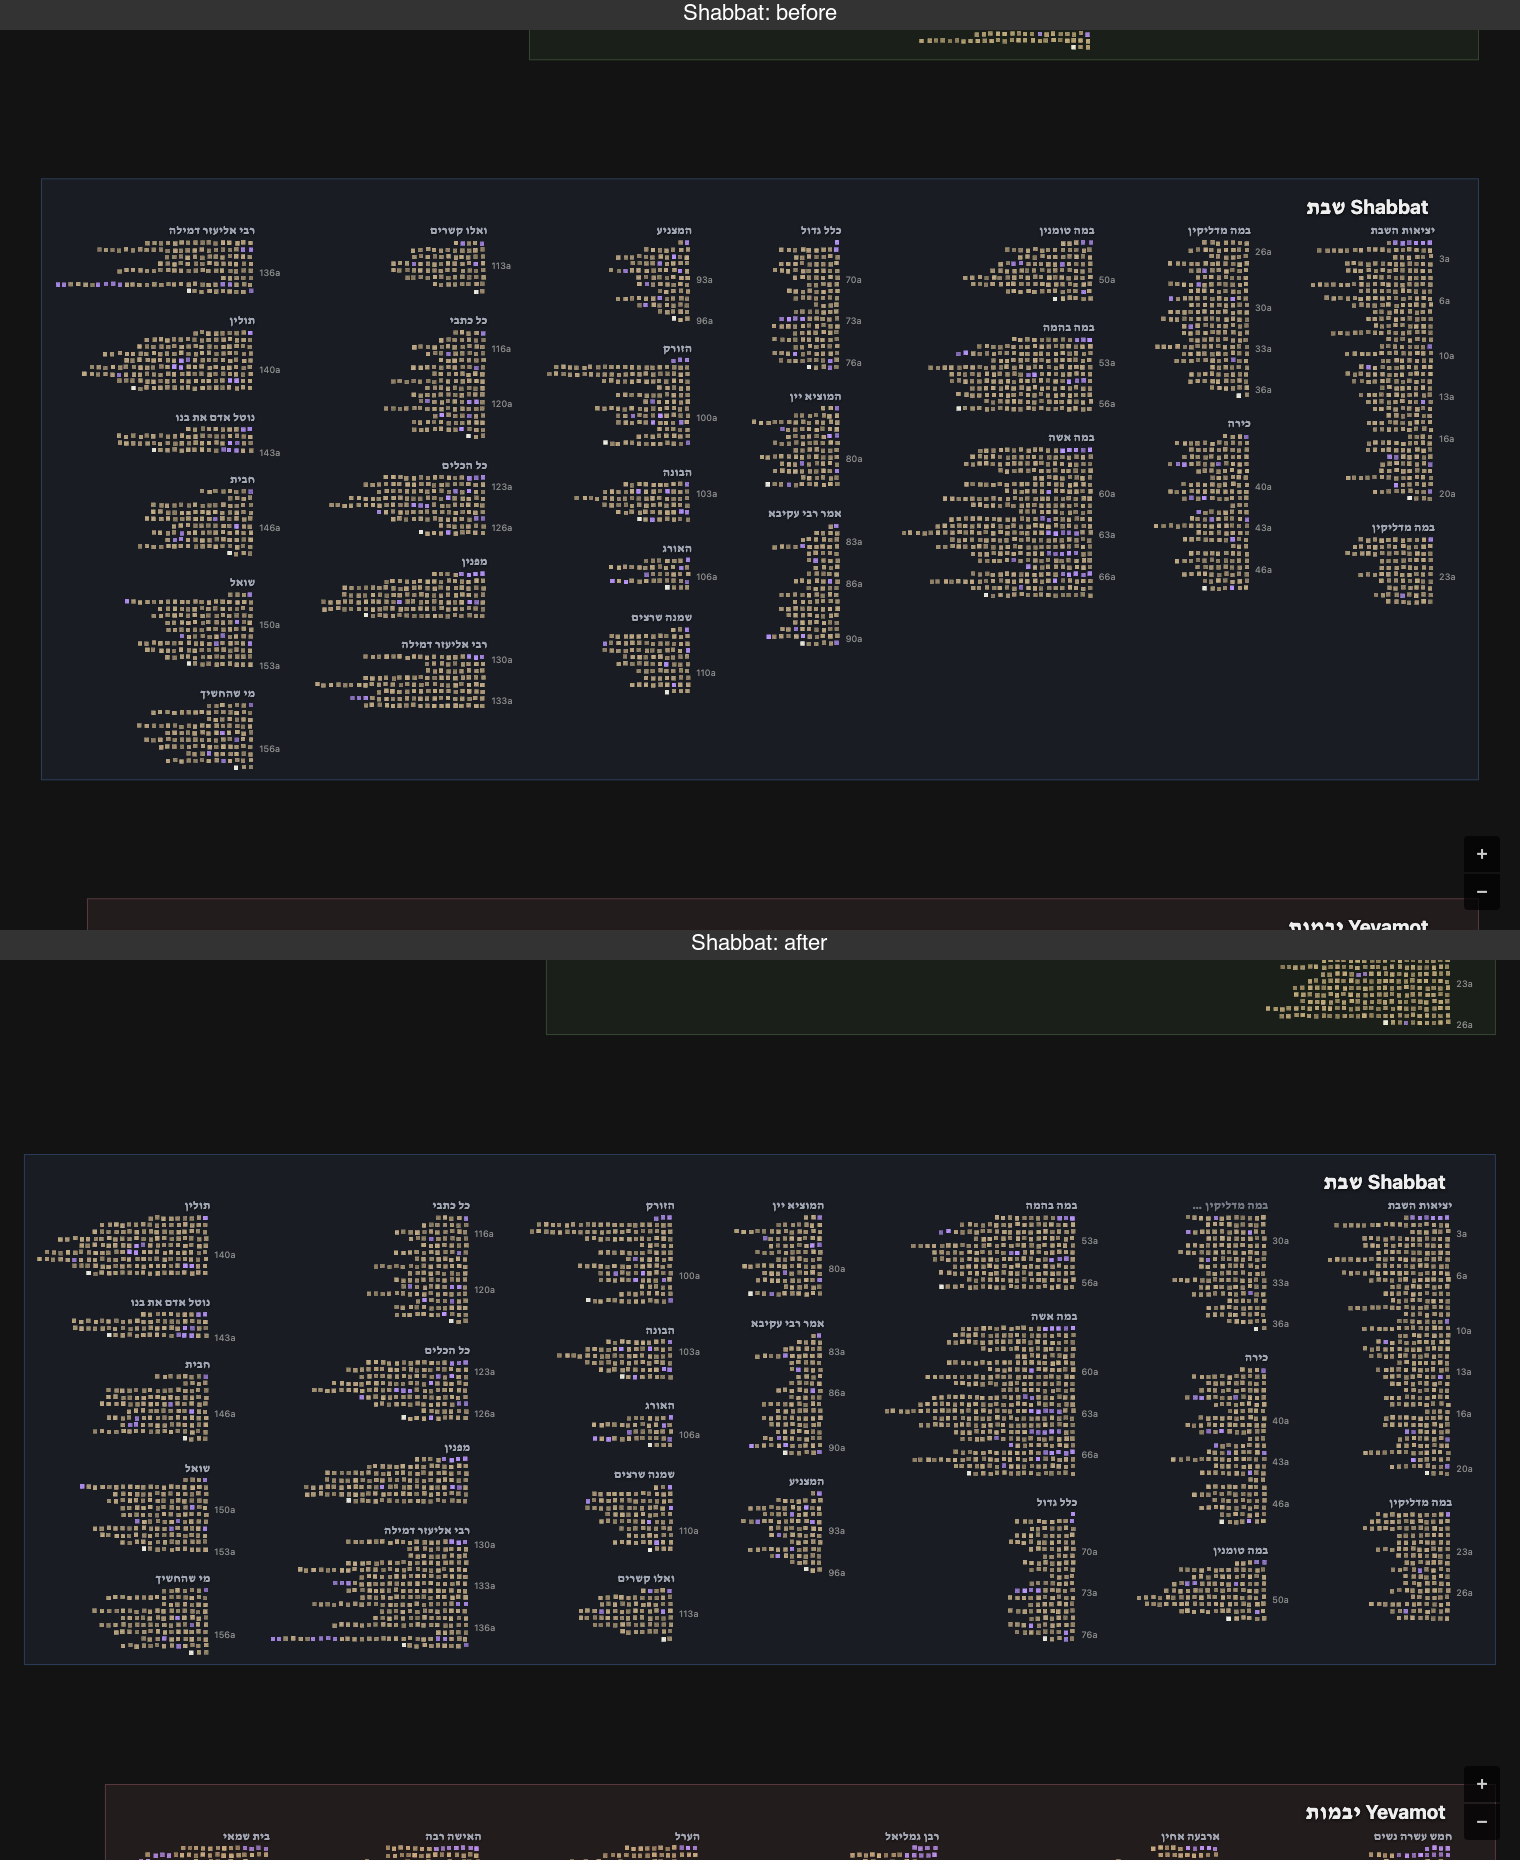 Shabbat: before
שבת Shabbat
יציאות השבת
3a
6a
10a
13a
16a
20a
במה מדליקין
23a
במה מדליקין
26a
30a
33a
36a
כירה
40a
43a
46a
במה טומנין
50a
במה בהמה
53a
56a
במה אשה
60a
63a
66a
כלל גדול
70a
73a
76a
המוציא יין
80a
אמר רבי עקיבא
83a
86a
90a
המצניע
93a
96a
הזורק
100a
הבונה
103a
האורג
106a
שמנה שרצים
110a
ואלו קשרים
113a
כל כתבי
116a
120a
כל הכלים
123a
126a
מפנין
רבי אליעזר דמילה
130a
133a
רבי אליעזר דמילה
136a
תולין
140a
נוטל אדם את בנו
143a
חבית
146a
שואל
150a
153a
מי שהחשיך
156a
+
−
יבמות Yevamot
Shabbat: after
23a
26a
שבת Shabbat
יציאות השבת
3a
6a
10a
13a
16a
20a
במה מדליקין
23a
26a
במה מדליקין ...
30a
33a
36a
כירה
40a
43a
46a
במה טומנין
50a
במה בהמה
53a
56a
במה אשה
60a
63a
66a
כלל גדול
70a
73a
76a
המוציא יין
80a
אמר רבי עקיבא
83a
86a
90a
המצניע
93a
96a
הזורק
100a
הבונה
103a
האורג
106a
שמנה שרצים
110a
ואלו קשרים
113a
כל כתבי
116a
120a
כל הכלים
123a
126a
מפנין
רבי אליעזר דמילה
130a
133a
136a
תולין
140a
נוטל אדם את בנו
143a
חבית
146a
שואל
150a
153a
מי שהחשיך
156a
+
−
יבמות Yevamot
חמש עשרה נשים
ארבעה אחין
רבן גמליאל
הערל
האישה רבה
בית שמאי